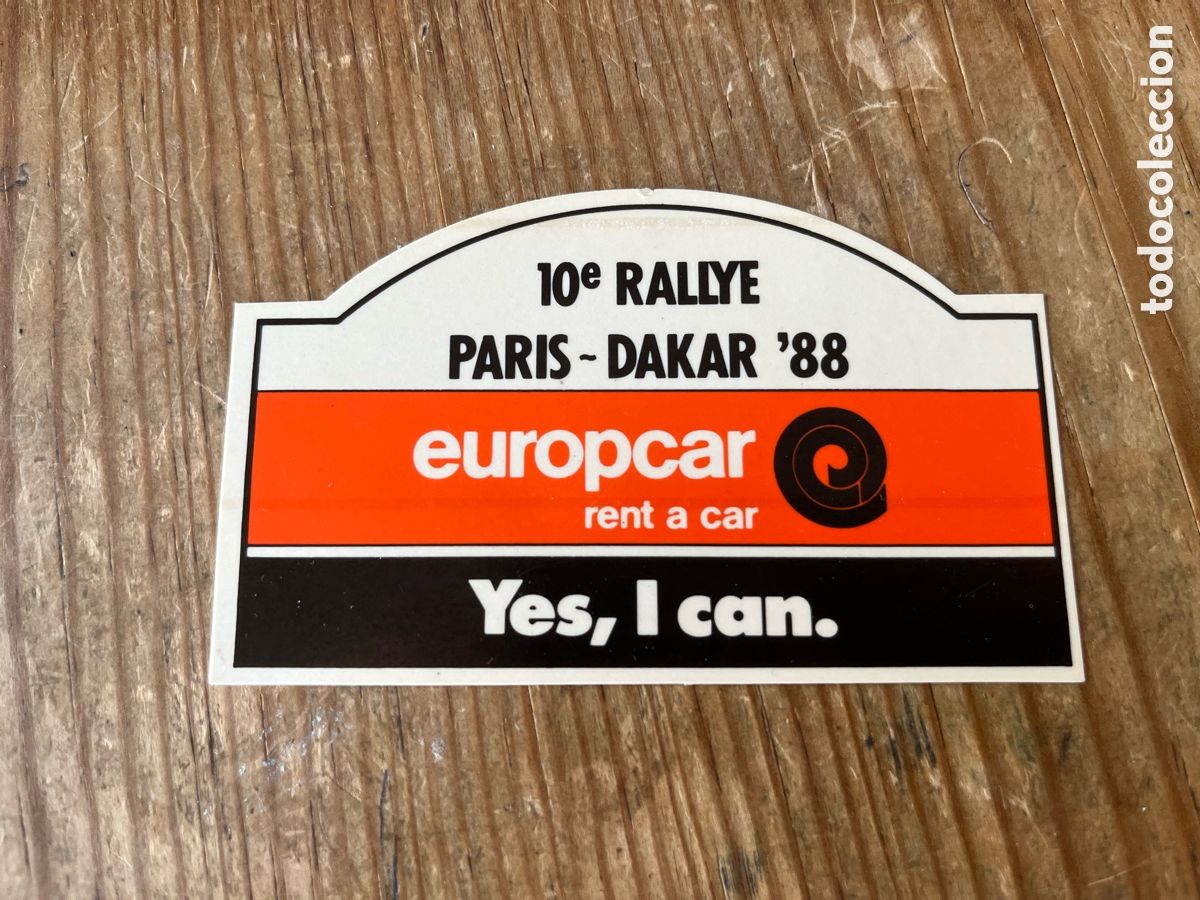 10e RALLYE
PARIS ~ DAKAR '88
europcar
rent a car
Yes, I can.
todocoleccion